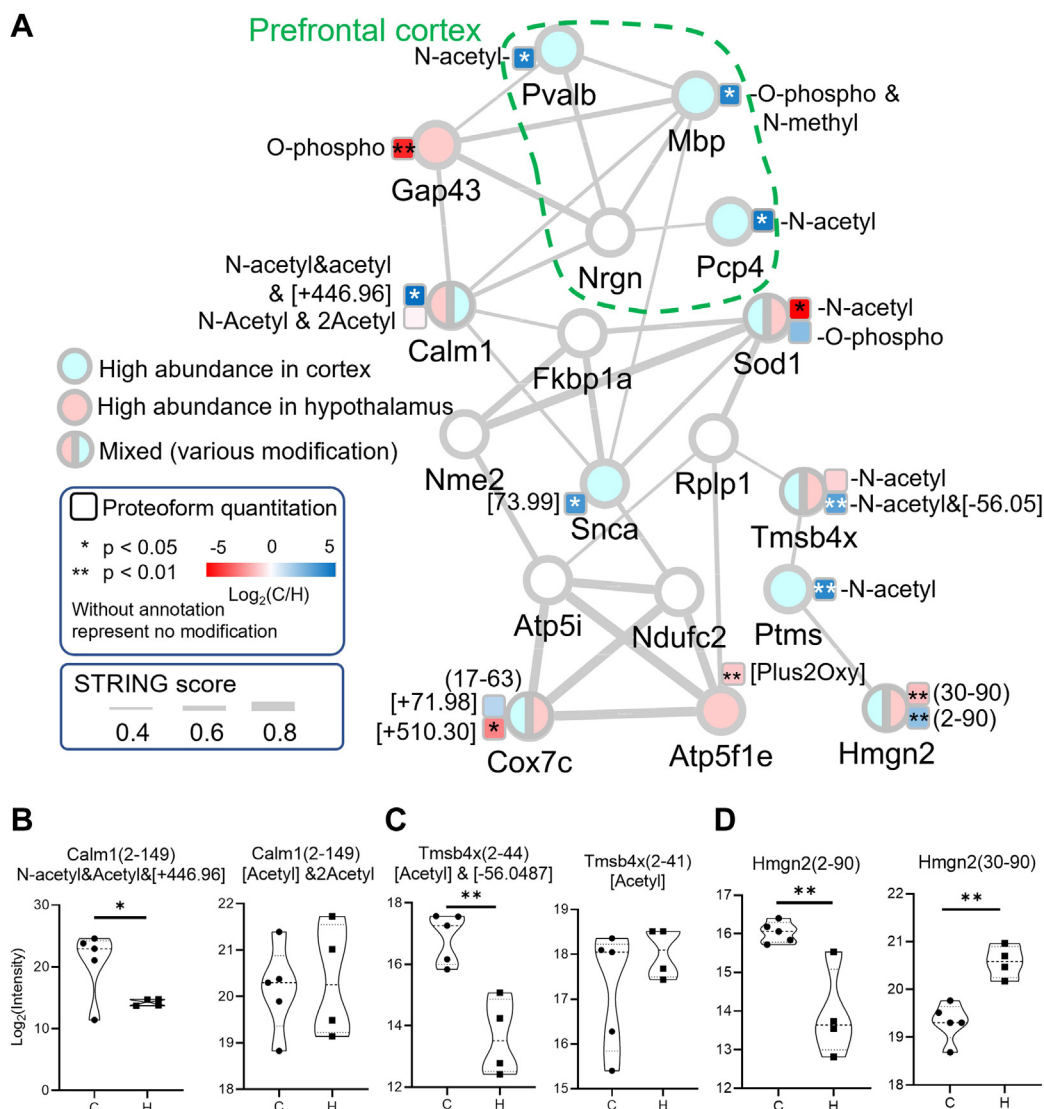 A
Prefrontal cortex
N-acetyl-
*
Pvalb
*
-O-phospho &
N-methyl
Mbp
O-phospho
**
Gap43
*
-N-acetyl
Nrgn
Pcp4
N-acetyl&acetyl
& [+446.96]
*
N-Acetyl & 2Acetyl
Calm1
*
-N-acetyl
-O-phospho
Sod1
Fkbp1a
High abundance in cortex
High abundance in hypothalamus
Mixed (various modification)
Nme2
[73.99]
*
Snca
Rplp1
-N-acetyl
**
-N-acetyl&[-56.05]
Tmsb4x
Proteoform quantitation
* p < 0.05
** p < 0.01
-5 0 5
Log2(C/H)
Without annotation
represent no modification
**
-N-acetyl
Ptms
Atp5i
Ndufc2
STRING score
0.4 0.6 0.8
(17-63)
[+71.98]
[+510.30]
*
Cox7c
**
[Plus2Oxy]
Atp5f1e
**
(30-90)
**
(2-90)
Hmgn2
B
Calm1(2-149)
N-acetyl&Acetyl&[+446.96]
Log2(Intensity)
30
20
10
0
*
C H
Calm1(2-149)
[Acetyl] &2Acetyl
22
21
20
19
18
C H
C
Tmsb4x(2-44)
[Acetyl] & [-56.0487]
18
16
14
12
**
C H
Tmsb4x(2-41)
[Acetyl]
19
18
17
16
15
C H
D
Hmgn2(2-90)
17
16
15
14
13
12
**
C H
Hmgn2(30-90)
22
21
20
19
18
**
C H